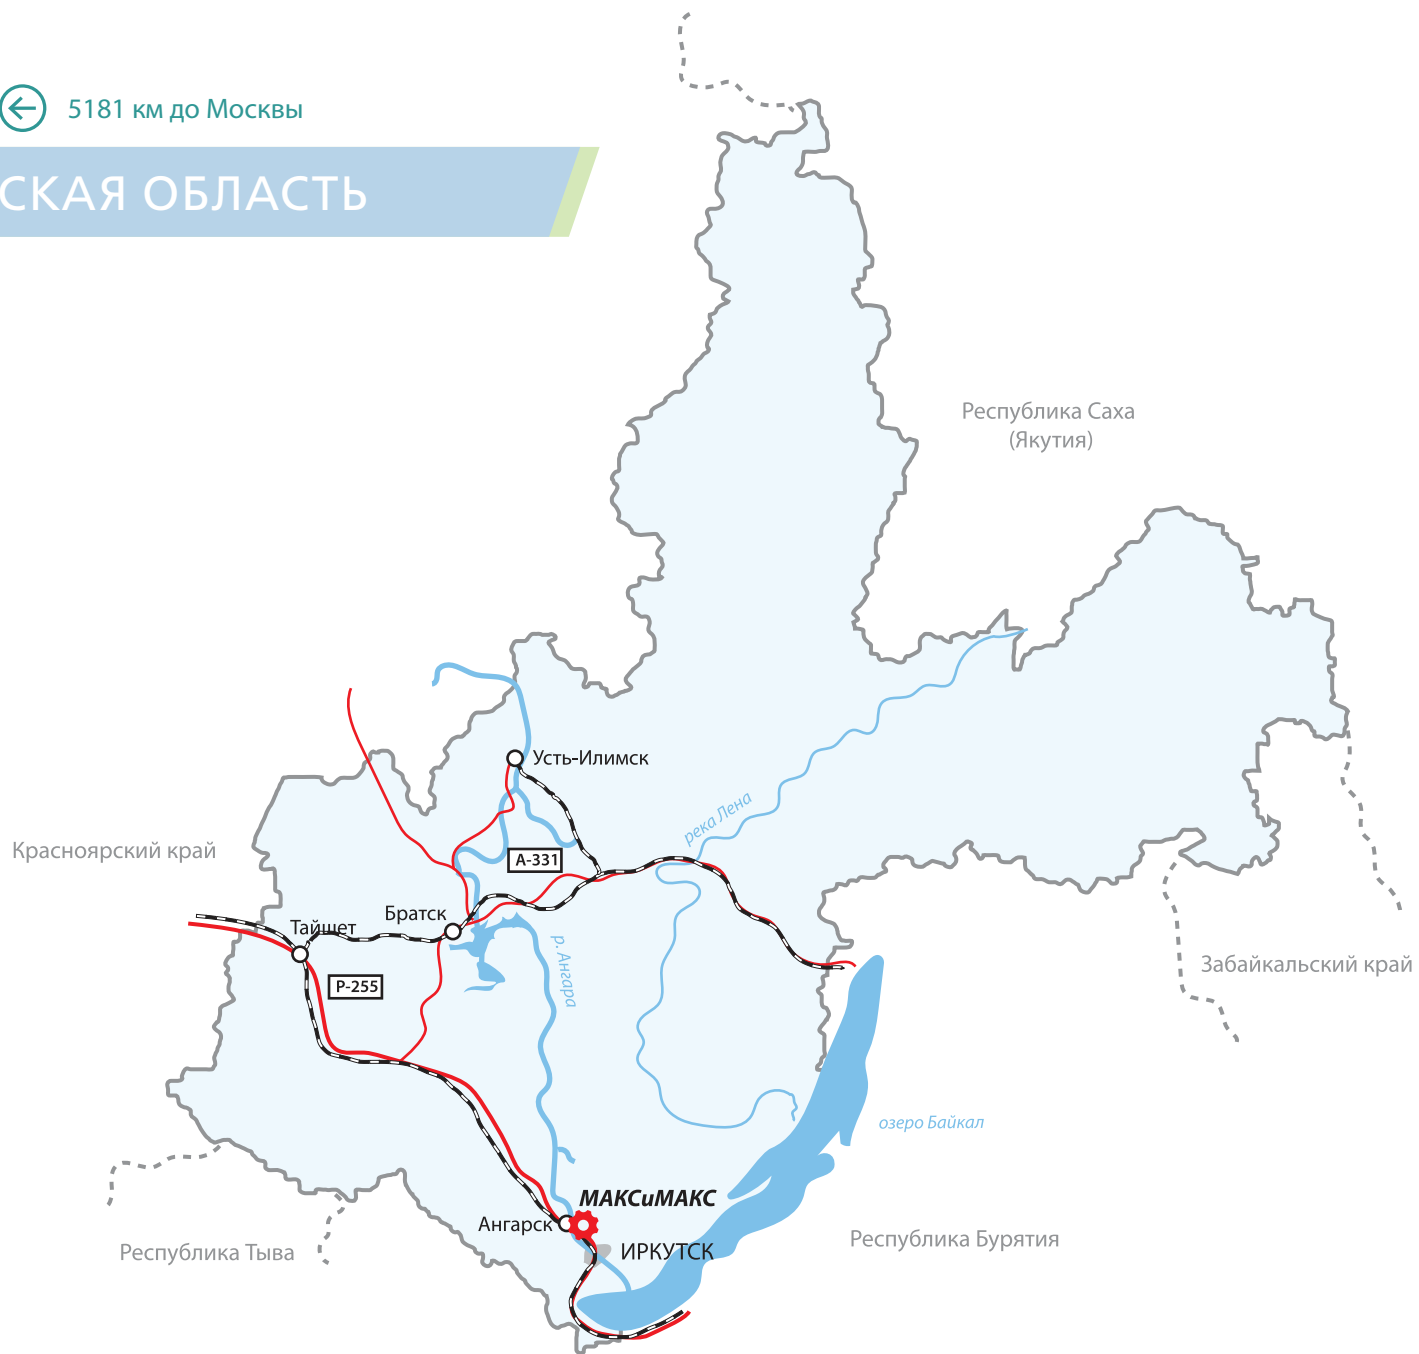 5181 км до Москвы
СКАЯ ОБЛАСТЬ
Республика Саха
(Якутия)
Усть-Илимск
река Лена
Красноярский край
А-331
Братск
Тайшет
р. Ангара
Забайкальский край
Р-255
озеро Байкал
МАКСиМАКС
Ангарск
ИРКУТСК
Республика Тыва
Республика Бурятия